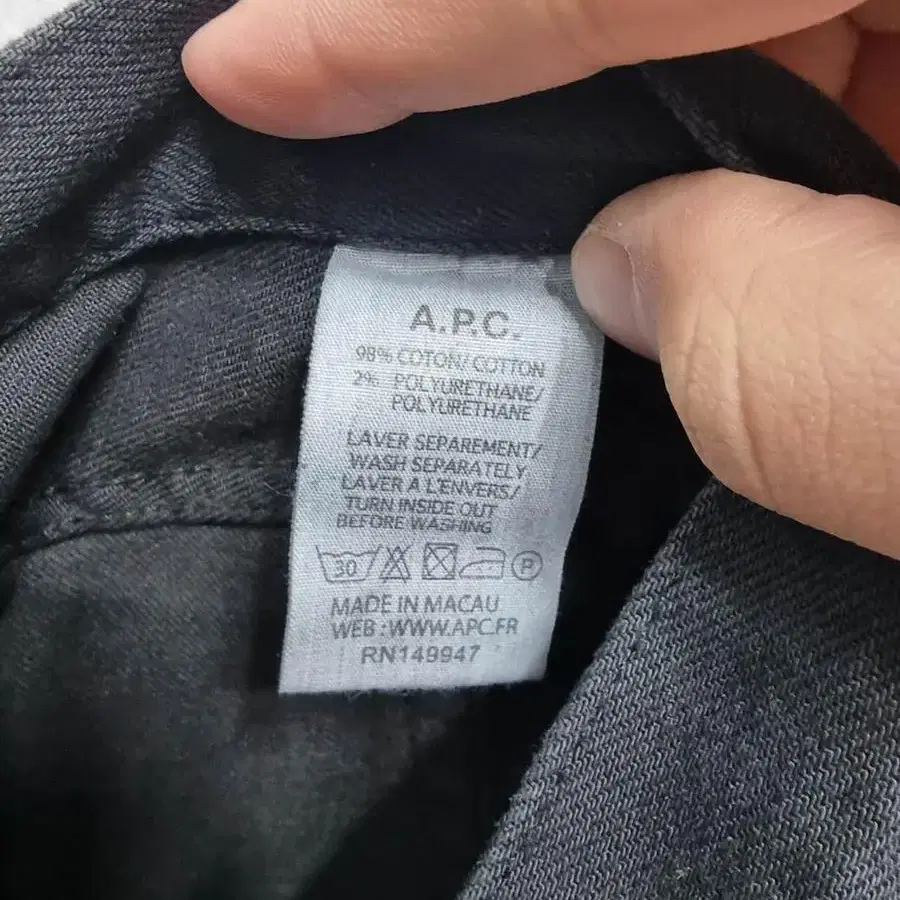 A.P.C.
98% COTON/ COTTON
2% POLYURETHANE/
POLYURETHANE
LAVER SEPAREMENT/
WASH SEPARATELY
LAVER A L'ENVERS/
TURN INSIDE OUT
BEFORE WASHING
30 P
MADE IN MACAU
WEB : WWW.APC.FR
RN149947